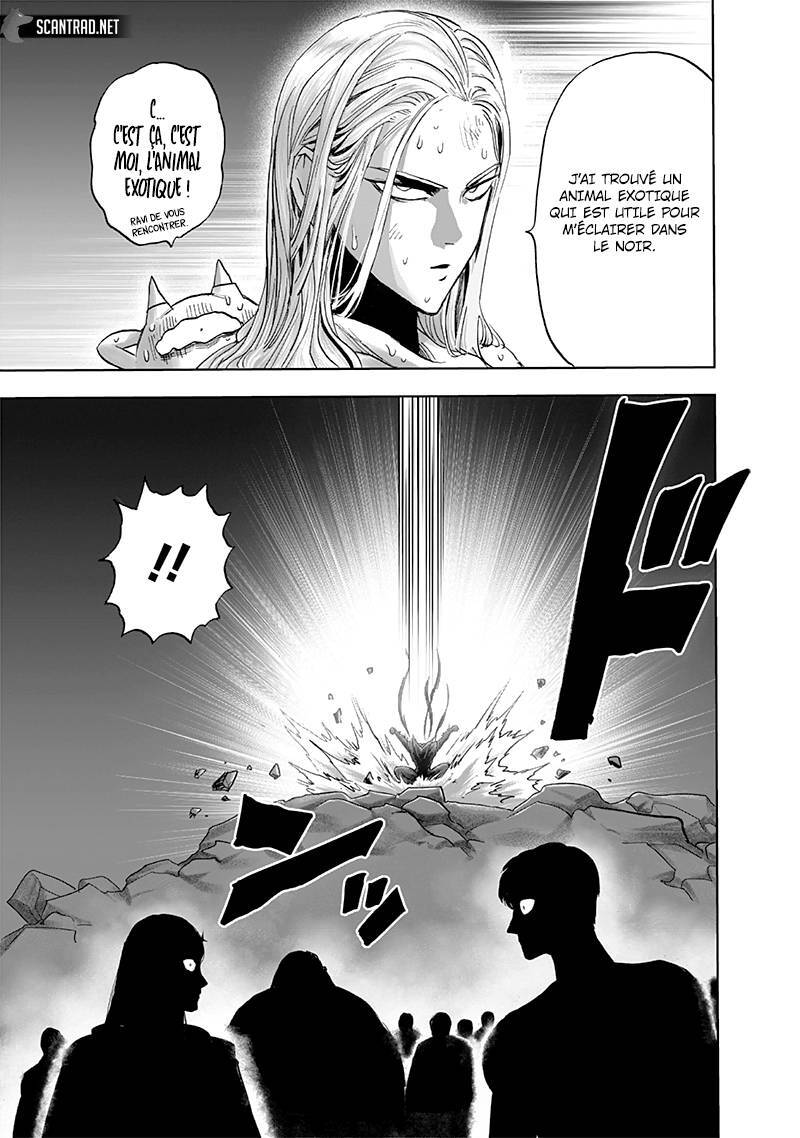 SCANTRAD.NET
J'AI TROUVÉ UN
ANIMAL EXOTIQUE
QUI EST UTILE POUR
M'ÉCLAIRER DANS
LE NOIR.
C...
C'EST ÇA, C'EST
MOI, L'ANIMAL
EXOTIQUE !
RAVI DE VOUS
RENCONTRER.
!!
ドドン